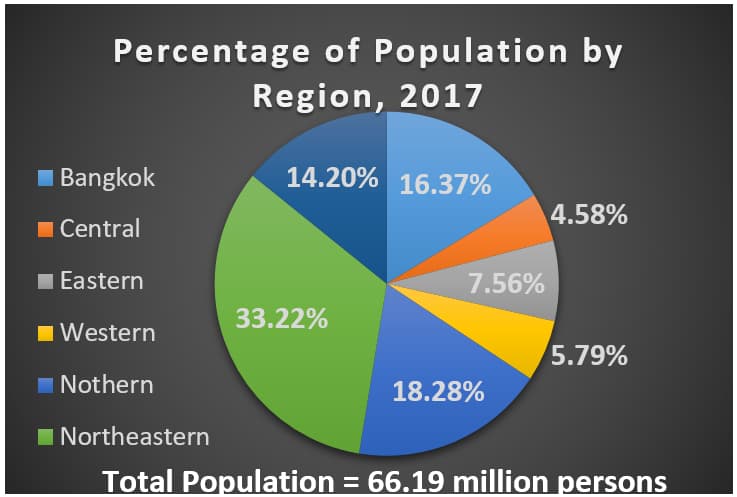 Percentage of Population by
Region, 2017
Bangkok
Central
Eastern
Western
Nothern
Northeastern
14.20%
16.37%
4.58%
7.56%
5.79%
18.28%
33.22%
Total Population = 66.19 million persons